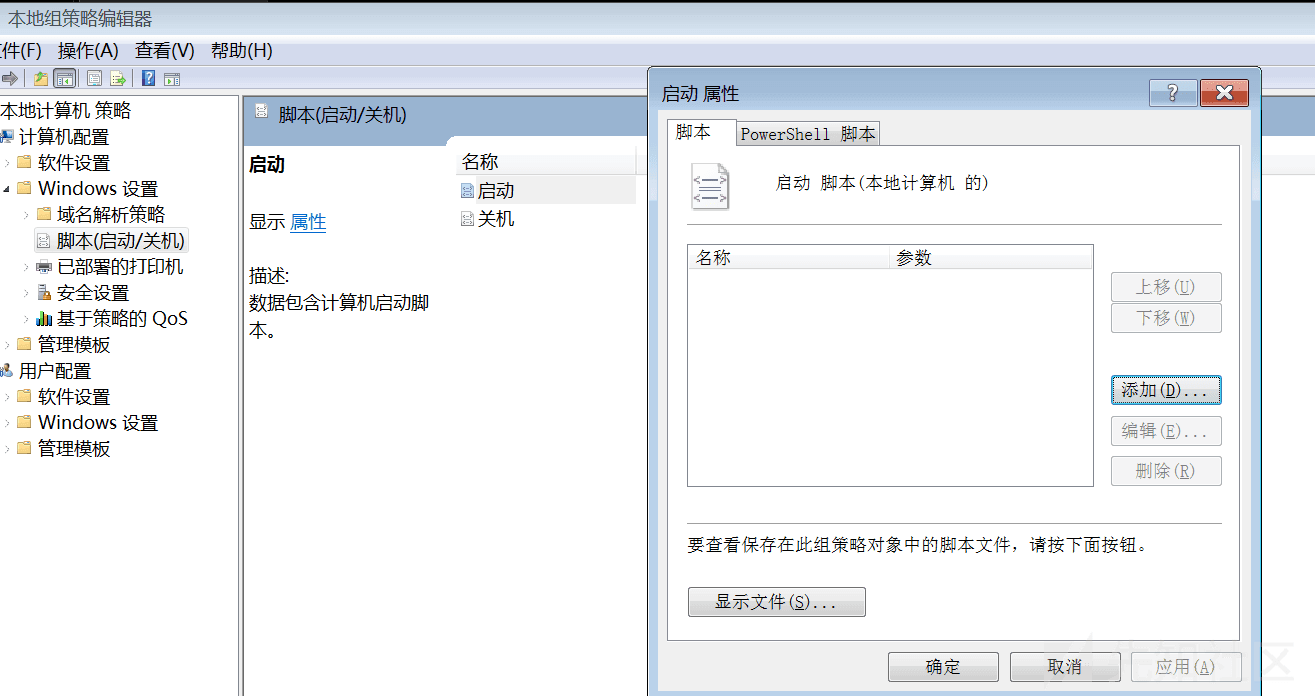 本地组策略编辑器
件(F) 操作(A) 查看(V) 帮助(H)
本地计算机 策略
计算机配置
软件设置
Windows 设置
域名解析策略
脚本(启动/关机)
已部署的打印机
安全设置
基于策略的 QoS
管理模板
用户配置
软件设置
Windows 设置
管理模板
脚本(启动/关机)
启动
显示 属性
描述:
数据包含计算机启动脚
本。
名称
启动
关机
启动 属性
脚本
PowerShell 脚本
启动 脚本(本地计算机 的)
名称
参数
上移(U)
下移(W)
添加(D)...
编辑(E)...
删除(R)
要查看保存在此组策略对象中的脚本文件，请按下面按钮。
显示文件(S)...
确定
取消
应用(A)